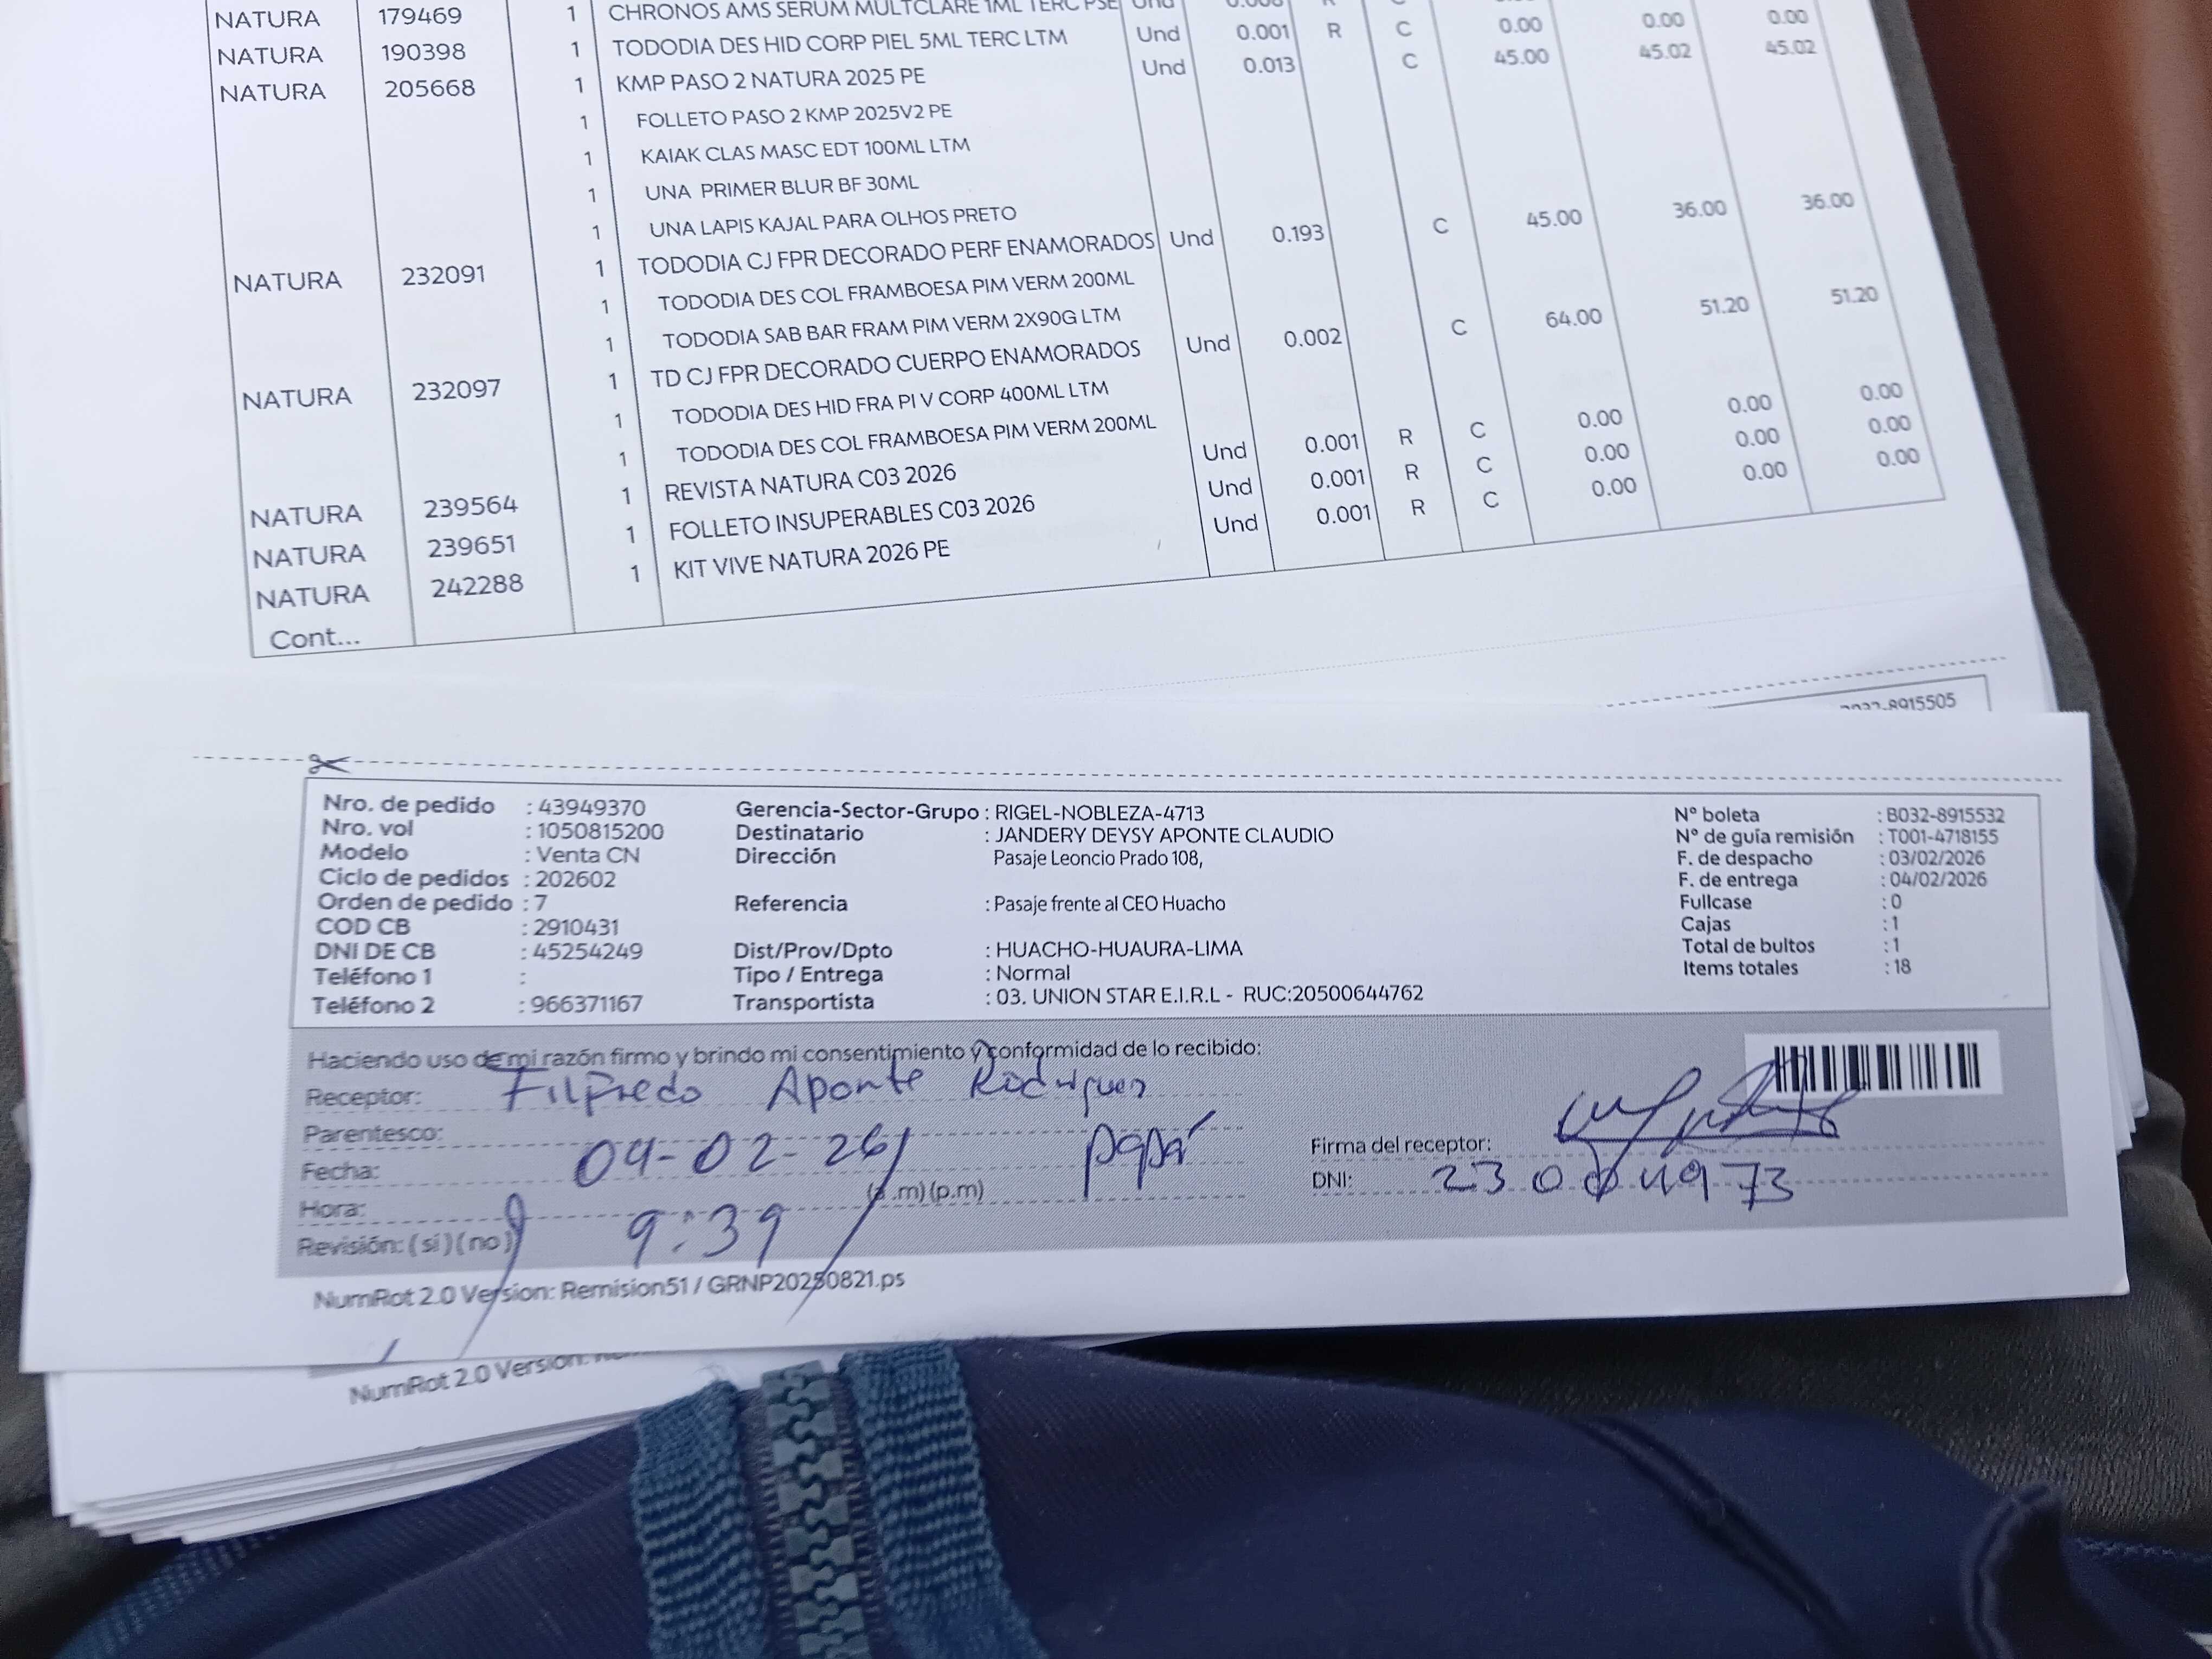 NATURA 179469 1 CHRONOS AMS SERUM MULTCLARE 1ML TERC PSE Und
NATURA 190398 1 TODODIA DES HID CORP PIEL 5ML TERC LTM Und 0.001 R C 0.00 0.00 0.00
NATURA 205668 1 KMP PASO 2 NATURA 2025 PE Und 0.013 C 45.00 45.02 45.02
1 FOLLETO PASO 2 KMP 2025V2 PE
1 KAIAK CLAS MASC EDT 100ML LTM
1 UNA PRIMER BLUR BF 30ML
1 UNA LAPIS KAJAL PARA OLHOS PRETO
NATURA 232091 1 TODODIA CJ FPR DECORADO PERF ENAMORADOS Und 0.193 C 45.00 36.00 36.00
1 TODODIA DES COL FRAMBOESA PIM VERM 200ML
1 TODODIA SAB BAR FRAM PIM VERM 2X90G LTM
NATURA 232097 1 TD CJ FPR DECORADO CUERPO ENAMORADOS Und 0.002 C 64.00 51.20 51.20
1 TODODIA DES HID FRA PI V CORP 400ML LTM
1 TODODIA DES COL FRAMBOESA PIM VERM 200ML
NATURA 239564 1 REVISTA NATURA C03 2026 Und 0.001 R C 0.00 0.00 0.00
NATURA 239651 1 FOLLETO INSUPERABLES C03 2026 Und 0.001 R C 0.00 0.00 0.00
NATURA 242288 1 KIT VIVE NATURA 2026 PE Und 0.001 R C 0.00 0.00 0.00
Cont...
8915505
Nro. de pedido : 43949370 Gerencia-Sector-Grupo : RIGEL-NOBLEZA-4713 N° boleta : B032-8915532
Nro. vol : 1050815200 Destinatario : JANDERY DEYSY APONTE CLAUDIO N° de guía remisión : T001-4718155
Modelo : Venta CN Dirección Pasaje Leoncio Prado 108, F. de despacho : 03/02/2026
Ciclo de pedidos : 202602 F. de entrega : 04/02/2026
Orden de pedido : 7 Referencia : Pasaje frente al CEO Huacho Fullcase : 0
COD CB : 2910431 Cajas : 1
DNI DE CB : 45254249 Dist/Prov/Dpto : HUACHO-HUAURA-LIMA Total de bultos : 1
Teléfono 1 : Tipo / Entrega : Normal Items totales : 18
Teléfono 2 : 966371167 Transportista : 03. UNION STAR E.I.R.L - RUC:20500644762
Haciendo uso de mi razón firmo y brindo mi consentimiento y conformidad de lo recibido:
Receptor: Filfredo Aponte Rodriguez
Parentesco: papá Firma del receptor:
Fecha: 04-02-26 DNI:
Hora: 9:39 (a.m)(p.m)
Revisión: (si)(no)
NumRot 2.0 Version: Remision51 / GRNP20250821.ps
NumRot 2.0 Version: